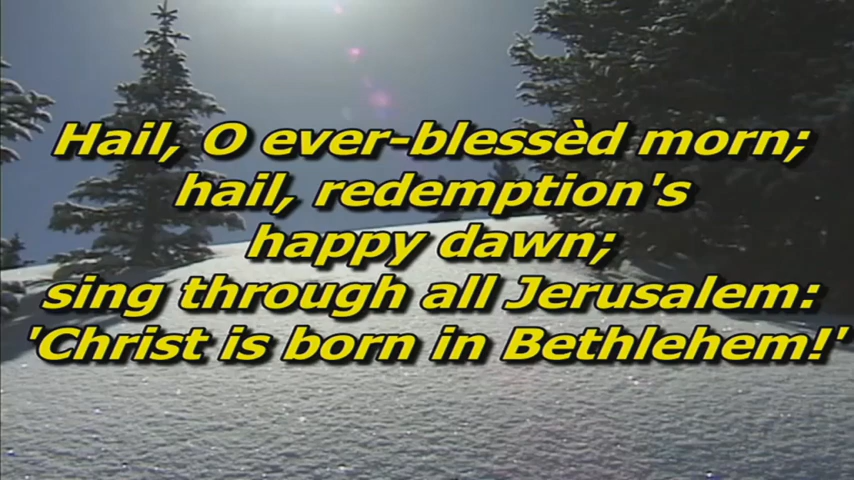 Hail, O ever-blessèd morn;
hail, redemption's
happy dawn;
sing through all Jerusalem:
'Christ is born in Bethlehem!'